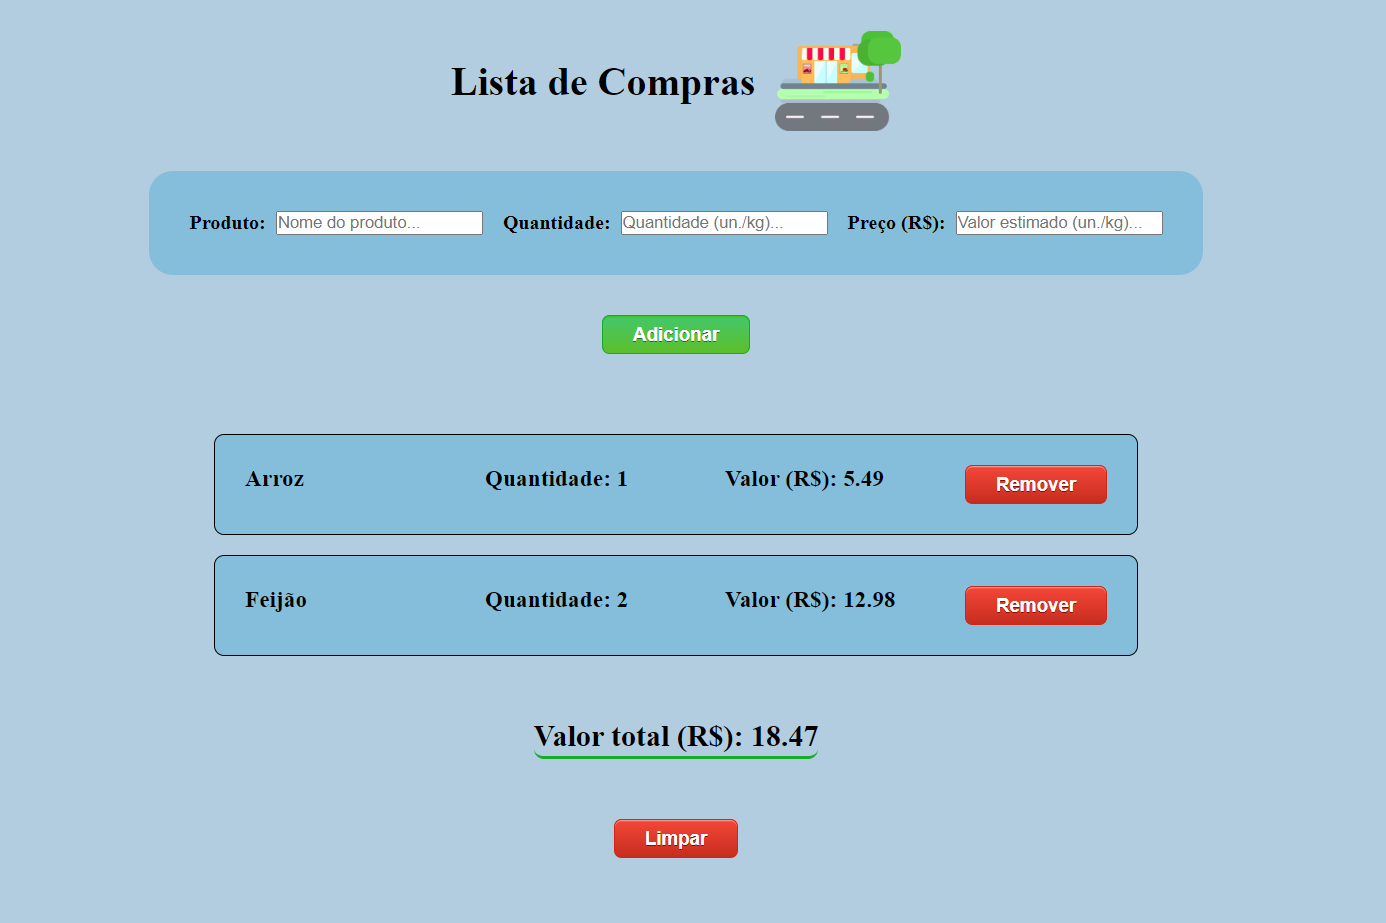 Lista de Compras
Produto: Nome do produto... Quantidade: Quantidade (un./kg)... Preço (R$): Valor estimado (un./kg)...
Adicionar
Arroz Quantidade: 1 Valor (R$): 5.49 Remover
Feijão Quantidade: 2 Valor (R$): 12.98 Remover
Valor total (R$): 18.47
Limpar